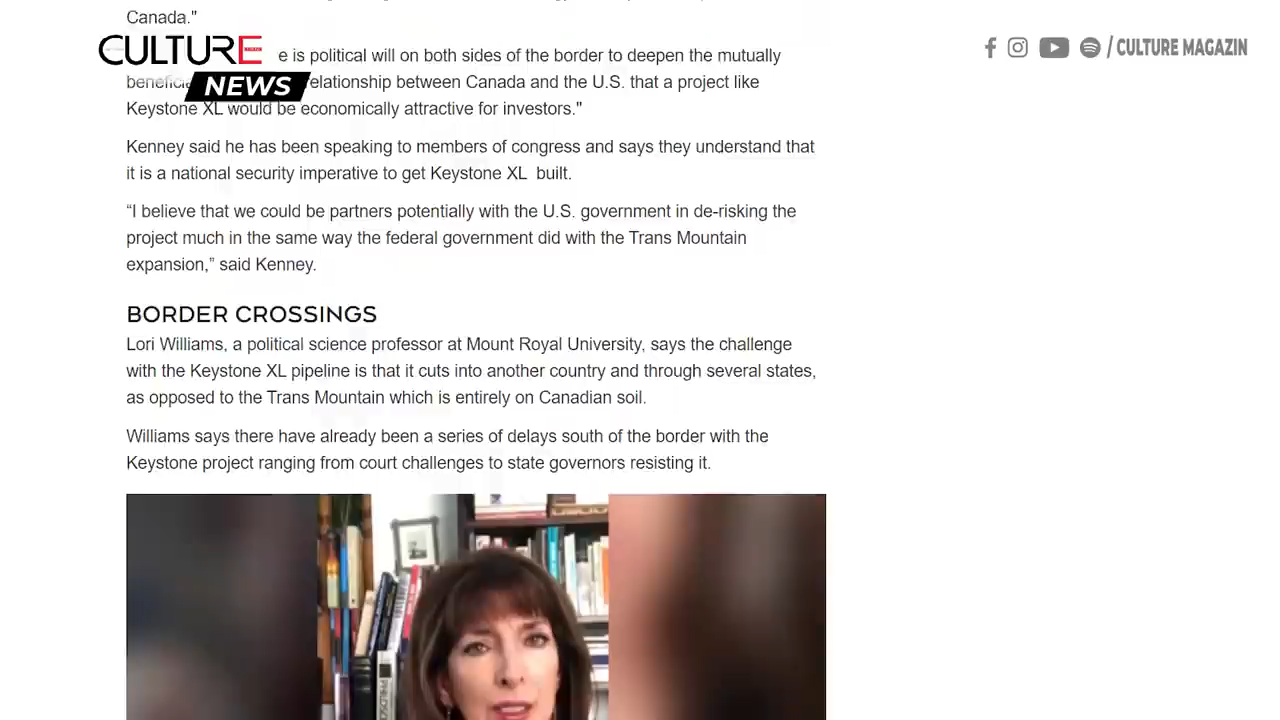 Canada."
CULTURE
e is political will on both sides of the border to deepen the mutually
NEWS
elationship between Canada and the U.S. that a project like
Keystone XL would be economically attractive for investors."
Kenney said he has been speaking to members of congress and says they understand that
it is a national security imperative to get Keystone XL built.
“I believe that we could be partners potentially with the U.S. government in de-risking the
project much in the same way the federal government did with the Trans Mountain
expansion,” said Kenney.
BORDER CROSSINGS
Lori Williams, a political science professor at Mount Royal University, says the challenge
with the Keystone XL pipeline is that it cuts into another country and through several states,
as opposed to the Trans Mountain which is entirely on Canadian soil.
Williams says there have already been a series of delays south of the border with the
Keystone project ranging from court challenges to state governors resisting it.
/ CULTURE MAGAZIN